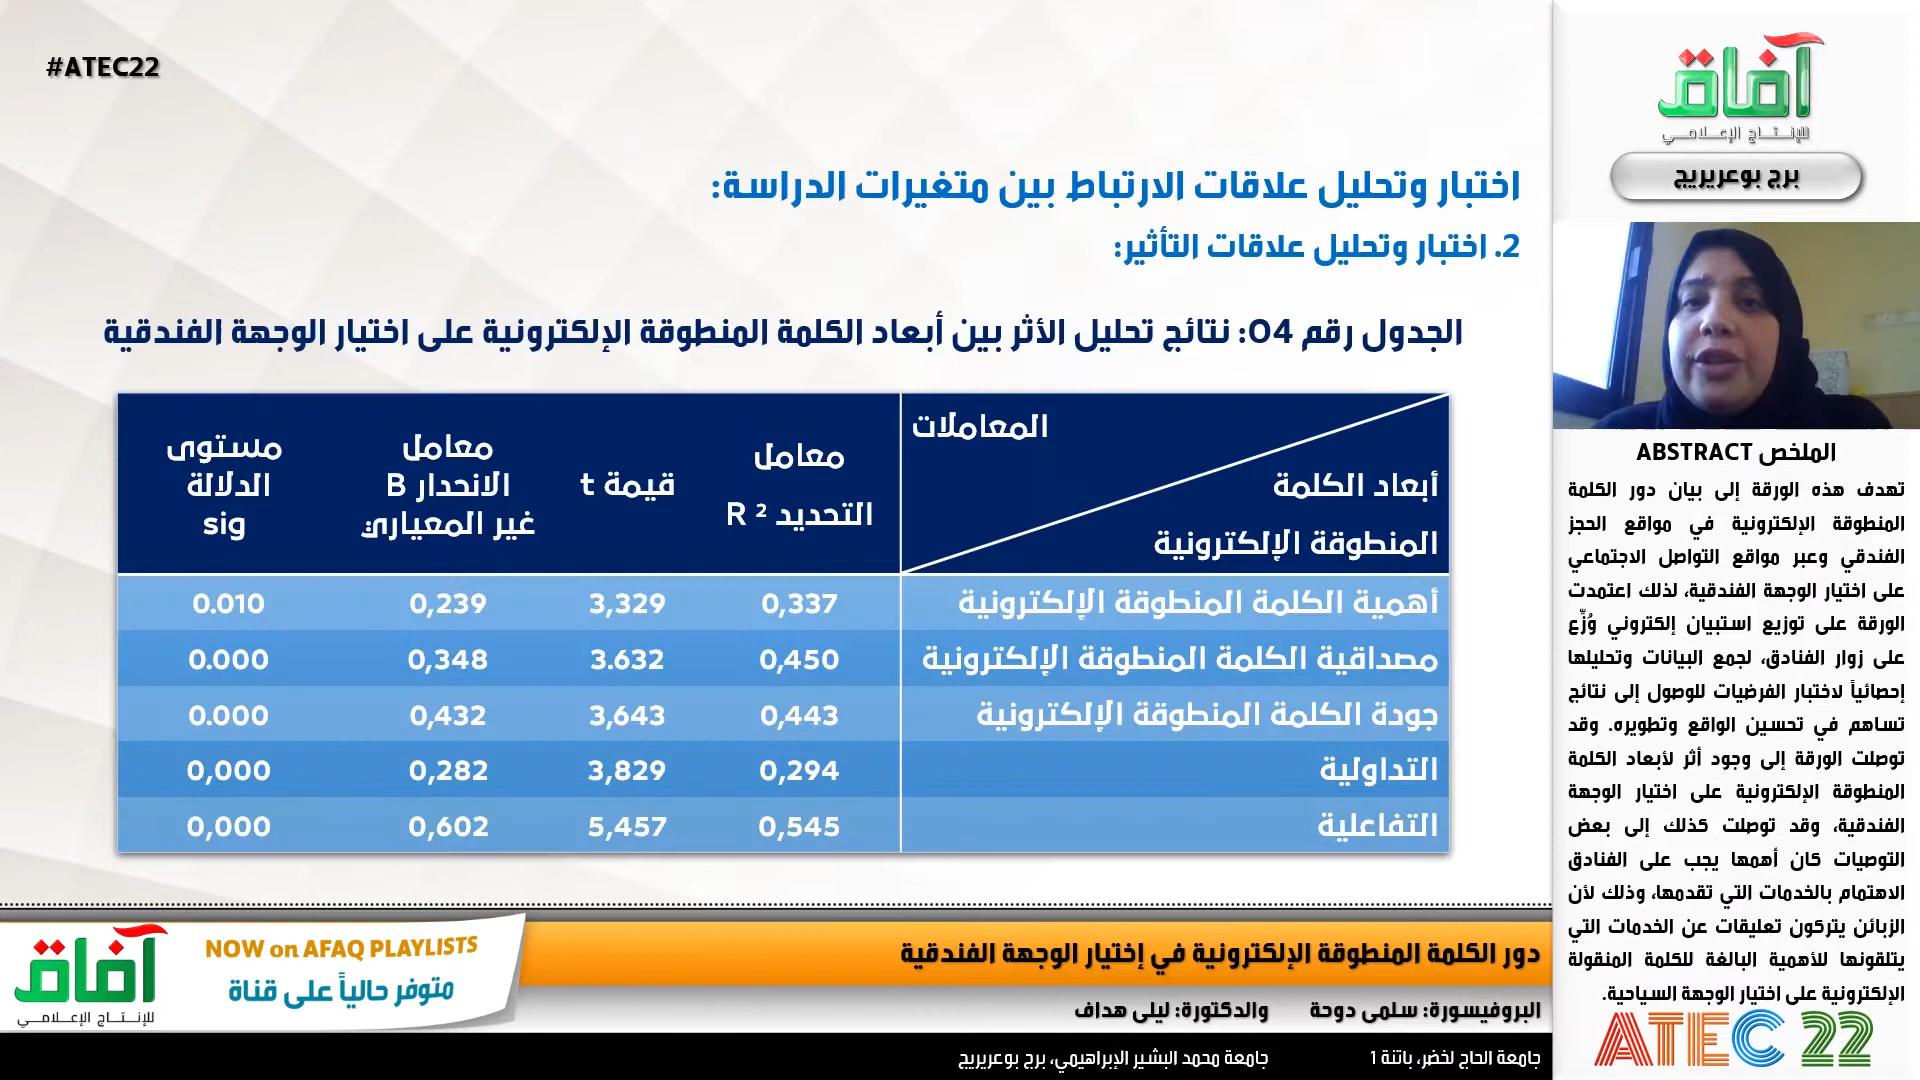 #ATEC22
اختبار وتحليل علاقات الارتباط بين متغيرات الدراسة:
2. اختبار وتحليل علاقات التأثير:
الجدول رقم 04: نتائج تحليل الأثر بين أبعاد الكلمة المنطوقة الإلكترونية على اختيار الوجهة الفندقية
المعاملات
أبعاد الكلمة
المنطوقة الإلكترونية
معامل
التحديد R ²
قيمة t
معامل
الانحدار B
غير المعياري
مستوى
الدلالة
sig
أهمية الكلمة المنطوقة الإلكترونية 0,337 3,329 0,239 0.010
مصداقية الكلمة المنطوقة الإلكترونية 0,450 3.632 0,348 0.000
جودة الكلمة المنطوقة الإلكترونية 0,443 3,643 0,432 0.000
التداولية 0,294 3,829 0,282 0,000
التفاعلية 0,545 5,457 0,602 0,000
آفاق
للإنتاج الإعلامي
برج بوعريريج
الملخص ABSTRACT
تهدف هذه الورقة إلى بيان دور الكلمة
المنطوقة الإلكترونية في مواقع الحجز
الفندقي وعبر مواقع التواصل الاجتماعي
على اختيار الوجهة الفندقية، لذلك اعتمدت
الورقة على توزيع استبيان إلكتروني وُزِّع
على زوار الفنادق، لجمع البيانات وتحليلها
إحصائياً لاختبار الفرضيات للوصول إلى نتائج
تساهم في تحسين الواقع وتطويره. وقد
توصلت الورقة إلى وجود أثر لأبعاد الكلمة
المنطوقة الإلكترونية على اختيار الوجهة
الفندقية، وقد توصلت كذلك إلى بعض
التوصيات كان أهمها يجب على الفنادق
الاهتمام بالخدمات التي تقدمها، وذلك لأن
الزبائن يتركون تعليقات عن الخدمات التي
يتلقونها للأهمية البالغة للكلمة المنقولة
الإلكترونية على اختيار الوجهة السياحية.
ATEC 22
دور الكلمة المنطوقة الإلكترونية في إختيار الوجهة الفندقية
البروفيسورة: سلمى دوحة والدكتورة: ليلى هداف
جامعة الحاج لخضر، باتنة 1 جامعة محمد البشير الإبراهيمي، برج بوعريريج
NOW on AFAQ PLAYLISTS
متوفر حالياً على قناة
آفاق
للإنتاج الإعلامي